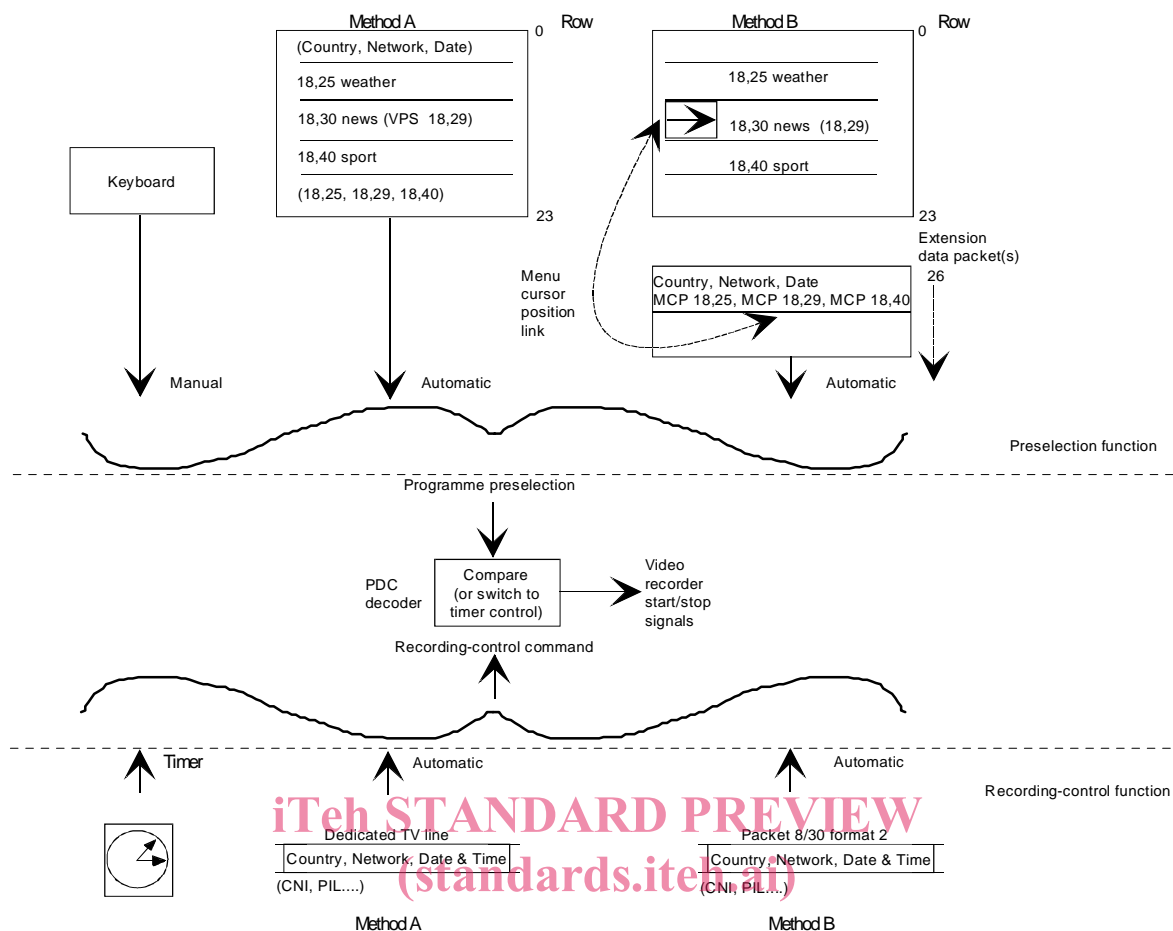 Method A
Row
Method B
Row
0
0
(Country, Network, Date)
18,25 weather
18,30 news (VPS 18,29)
18,40 sport
(18,25, 18,29, 18,40)
23
18,25 weather
18,30 news (18,29)
18,40 sport
23
Keyboard
Extension
data packet(s)
26
Menu
cursor
position
link
Country, Network, Date
MCP 18,25, MCP 18,29, MCP 18,40
Manual
Automatic
Automatic
Preselection function
Programme preselection
PDC
decoder
Compare
(or switch to
timer control)
Video
recorder
start/stop
signals
Recording-control command
Timer
Automatic
Automatic
Recording-control function
iTeh STANDARD PREVIEW
(standards.iteh.ai)
Dedicated TV line
Country, Network, Date & Time
(CNI, PIL....)
Method A
Packet 8/30 format 2
Country, Network, Date & Time
(CNI, PIL....)
Method B